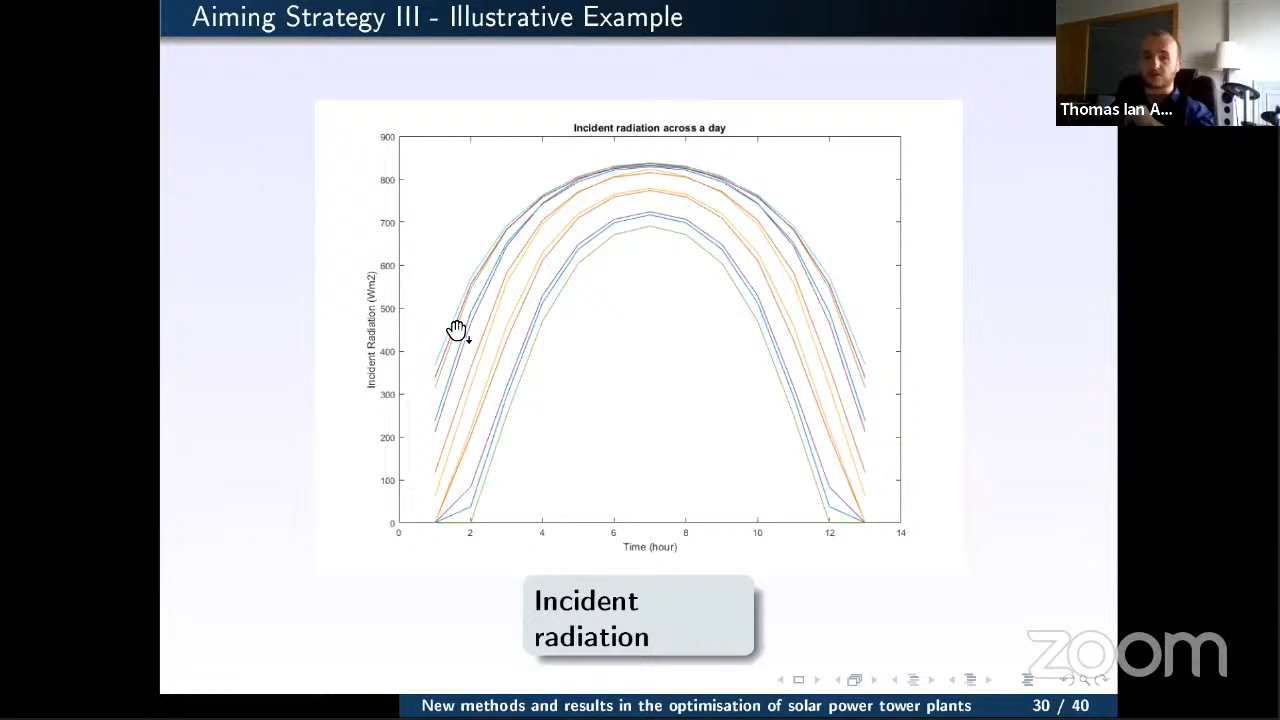 Aiming Strategy III - Illustrative Example
Thomas Ian A...
Incident radiation across a day
Incident Radiation (Wm2)
900
800
700
600
500
400
300
200
100
0
0 2 4 6 8 10 12 14
Time (hour)
Incident
radiation
zoom
New methods and results in the optimisation of solar power tower plants 30 / 40